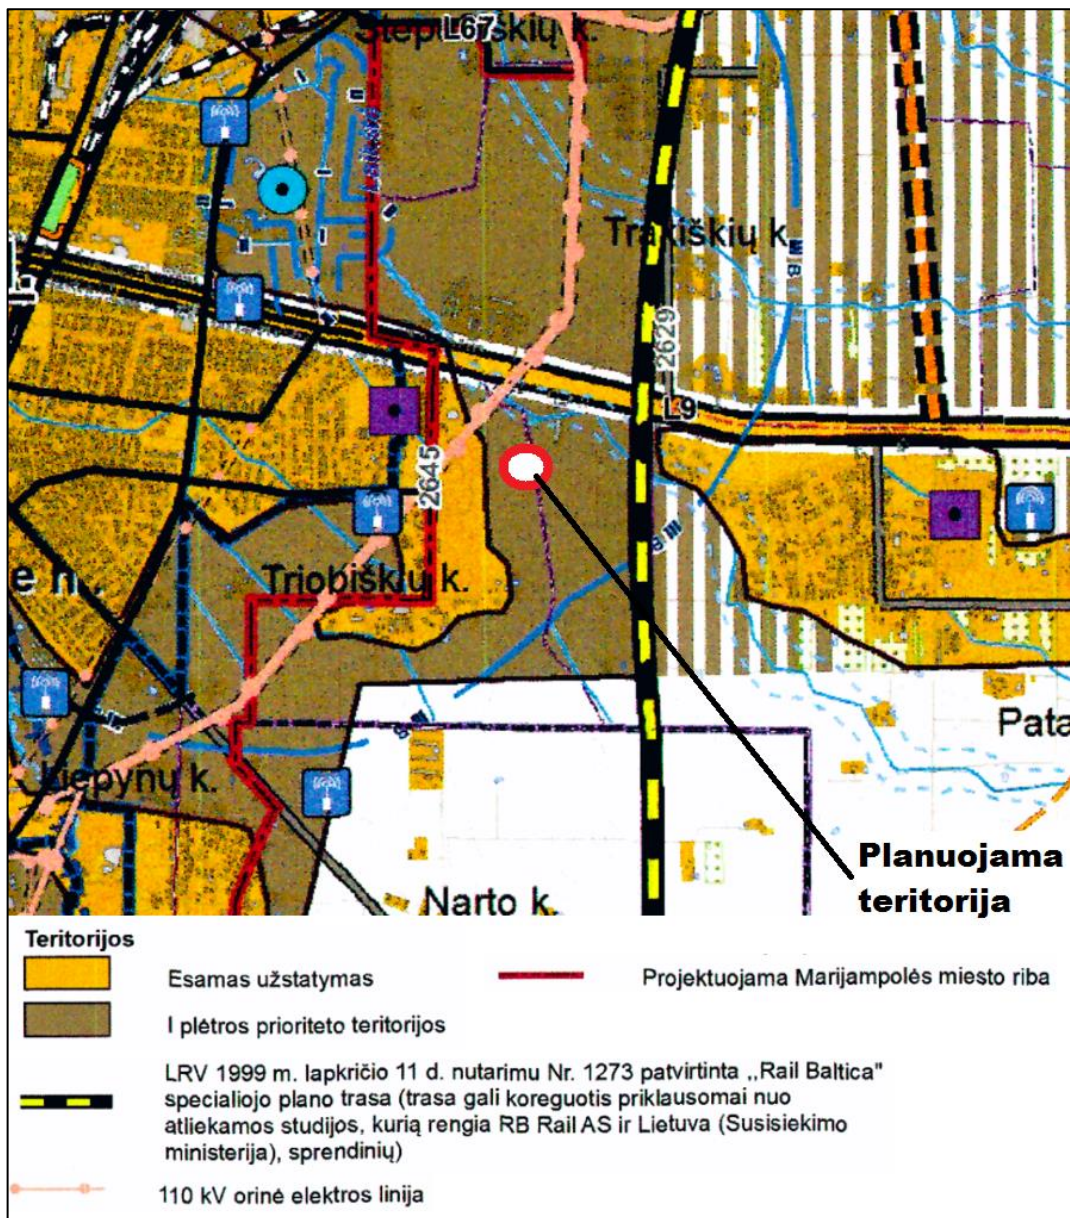 L67
Trakiškių k.
2629
L9
2645
Triobiškių k.
Pata
Liepynų k.
Planuojama
teritorija
Narto k.
Teritorijos
Esamas užstatymas
Projektuojama Marijampolės miesto riba
I plėtros prioriteto teritorijos
LRV 1999 m. lapkričio 11 d. nutarimu Nr. 1273 patvirtinta ,,Rail Baltica"
specialiojo plano trasa (trasa gali koreguotis priklausomai nuo
atliekamos studijos, kurią rengia RB Rail AS ir Lietuva (Susisiekimo
ministerija), sprendinių)
110 kV orinė elektros linija